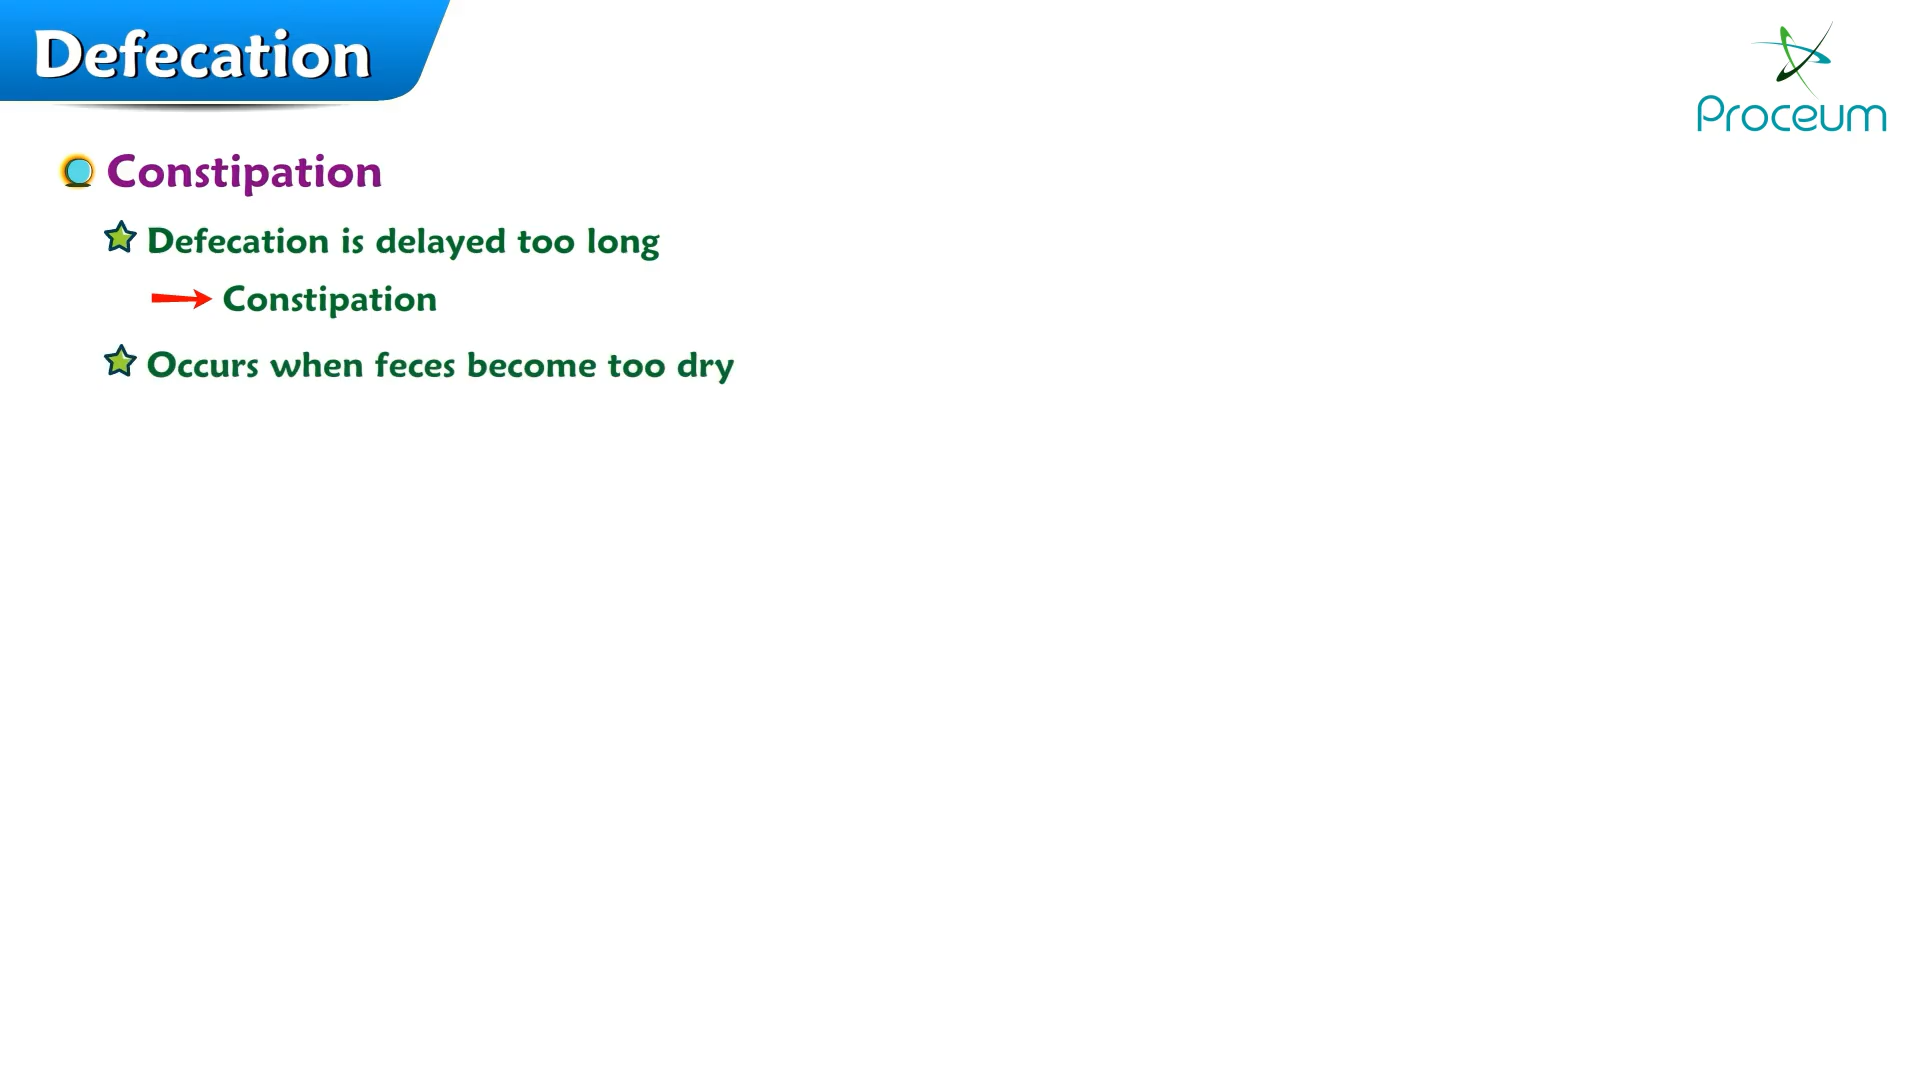 Defecation
Proceum
Constipation
Defecation is delayed too long
Constipation
Occurs when feces become too dry